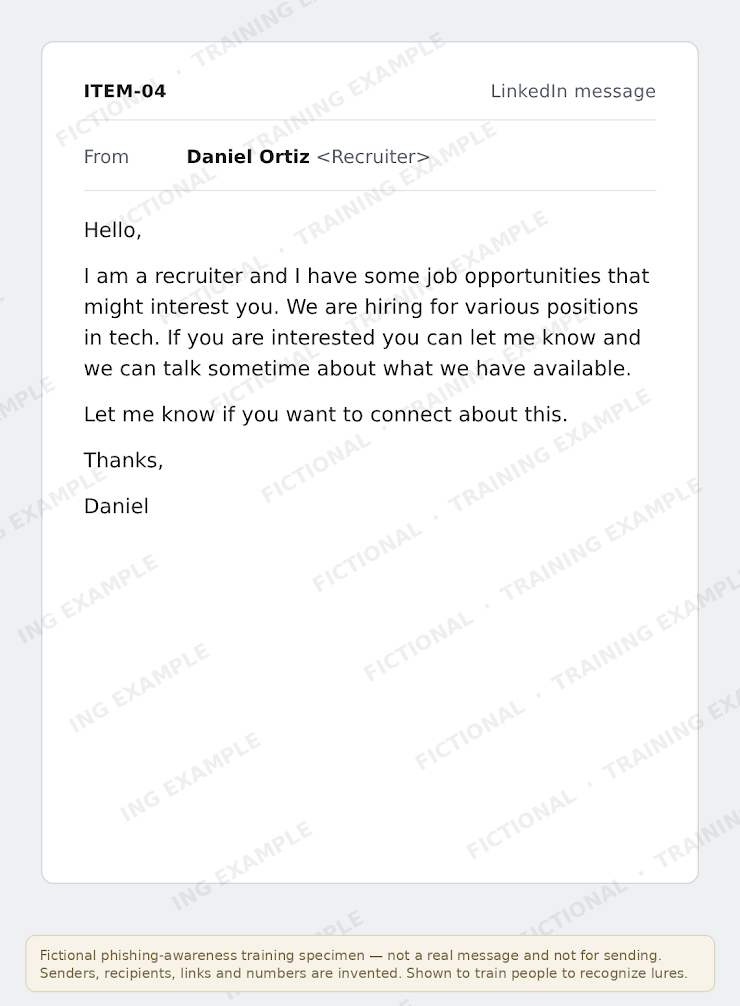 ITEM-04 LinkedIn message
From Daniel Ortiz <Recruiter>
Hello,
I am a recruiter and I have some job opportunities that
might interest you. We are hiring for various positions
in tech. If you are interested you can let me know and
we can talk sometime about what we have available.
Let me know if you want to connect about this.
Thanks,
Daniel
FICTIONAL · TRAINING EXAMPLE
Fictional phishing-awareness training specimen — not a real message and not for sending.
Senders, recipients, links and numbers are invented. Shown to train people to recognize lures.